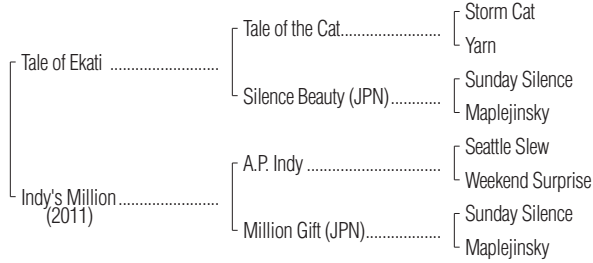 Storm Cat
Tale of the Cat....................
Yarn
Tale of Ekati ..........................
Sunday Silence
Silence Beauty (JPN)............
Maplejinsky
Seattle Slew
A.P. Indy ................................
Weekend Surprise
Indy's Million........................
(2011)
Sunday Silence
Million Gift (JPN)..................
Maplejinsky